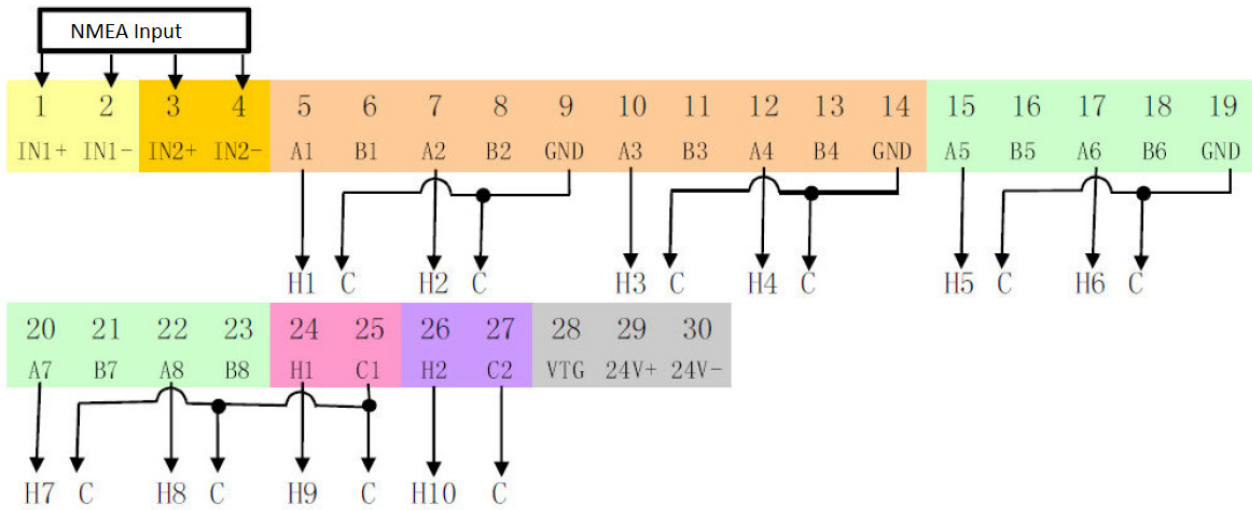 NMEA Input
1 2 3 4 5 6 7 8 9 10 11 12 13 14 15 16 17 18 19
IN1+ IN1- IN2+ IN2- A1 B1 A2 B2 GND A3 B3 A4 B4 GND A5 B5 A6 B6 GND
H1 C H2 C H3 C H4 C H5 C H6 C
20 21 22 23 24 25 26 27 28 29 30
A7 B7 A8 B8 H1 C1 H2 C2 VTG 24V+ 24V-
H7 C H8 C H9 C H10 C